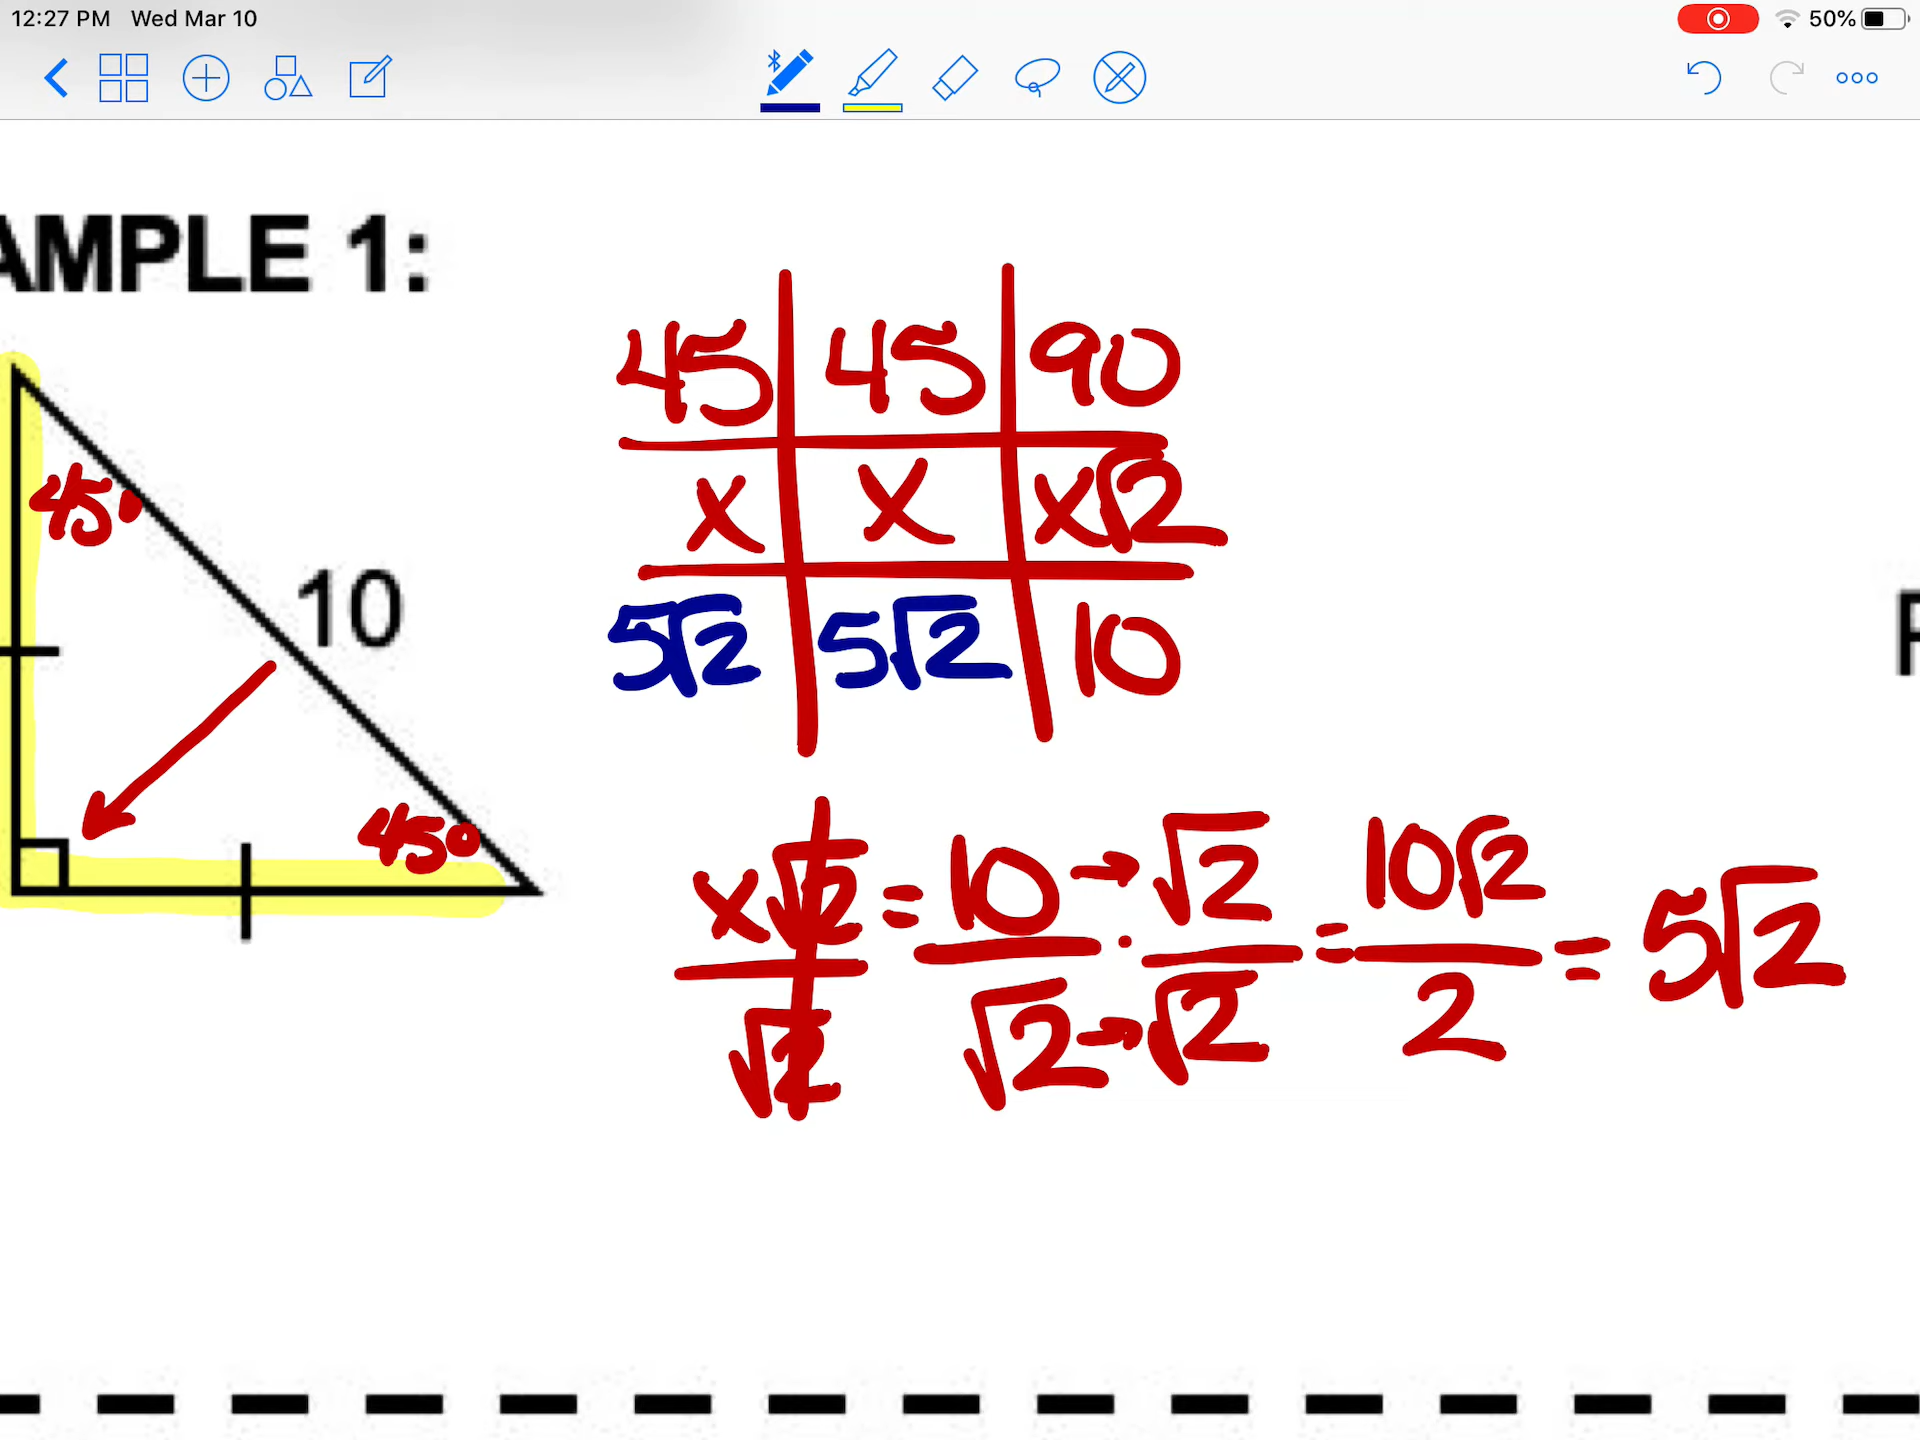 12:27 PM Wed Mar 10 50%
AMPLE 1:
45 45 90
x x x√2
5√2 5√2 10
45°
10
45°
x√2/√2 = 10/√2 · √2/√2 = 10√2/2 = 5√2